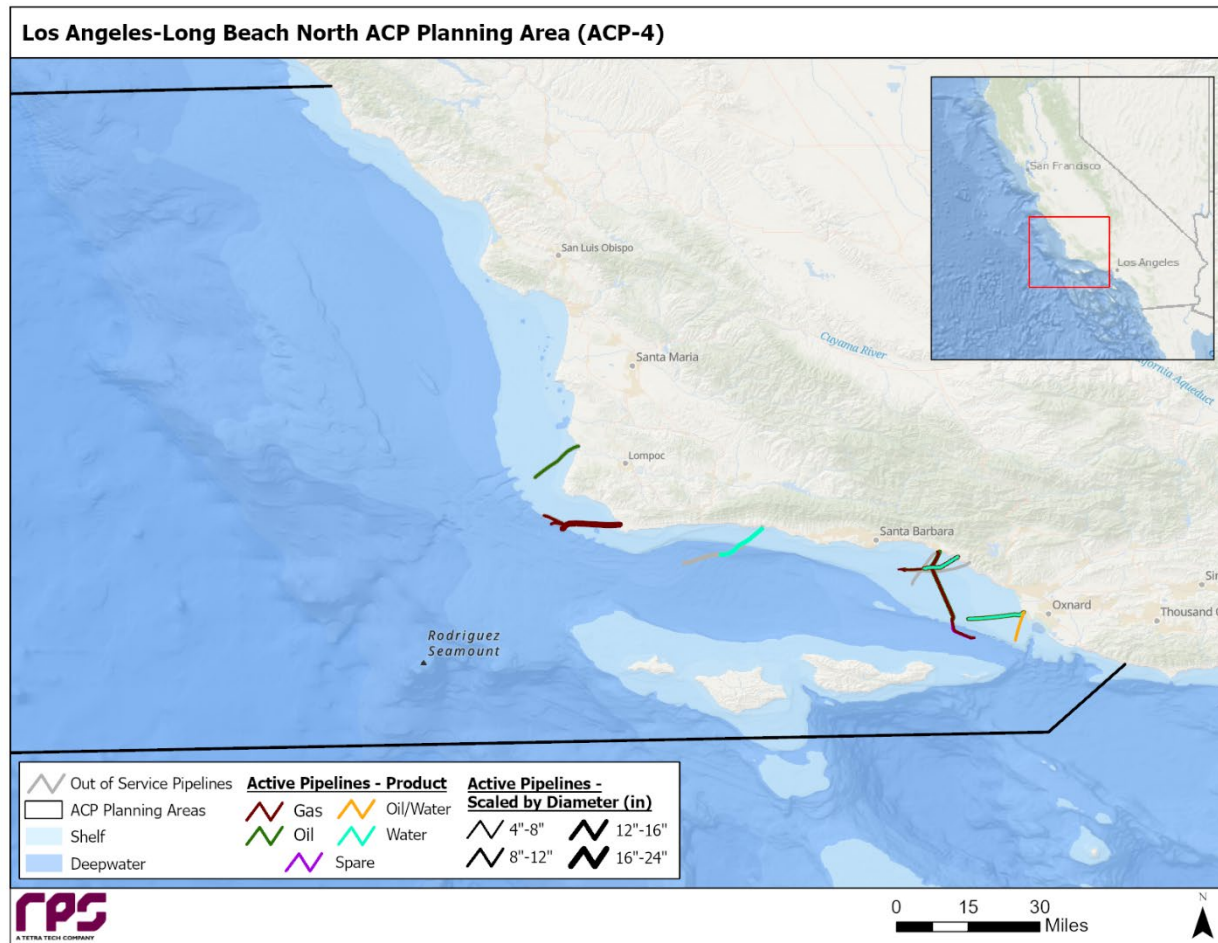 Los Angeles-Long Beach North ACP Planning Area (ACP-4)
San Francisco
Los Angeles
San Luis Obispo
Cuyama River
Aqueduct
Santa Maria
Lompoc
Santa Barbara
Oxnard
Thousand
Rodriguez
Seamount
Out of Service Pipelines
ACP Planning Areas
Shelf
Deepwater
Active Pipelines - Product
Gas
Oil/Water
Oil
Water
Spare
Active Pipelines -
Scaled by Diameter (in)
4"-8"
12"-16"
8"-12"
16"-24"
rps
A TETRA TECH COMPANY
0 15 30
Miles
N